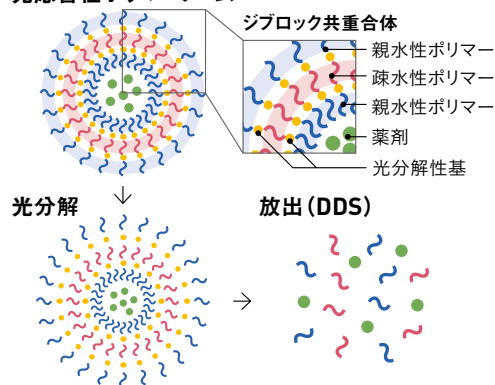 ジブロック共重合体
親水性ポリマー
疎水性ポリマー
親水性ポリマー
薬剤
光分解性基
光分解
放出（DDS）